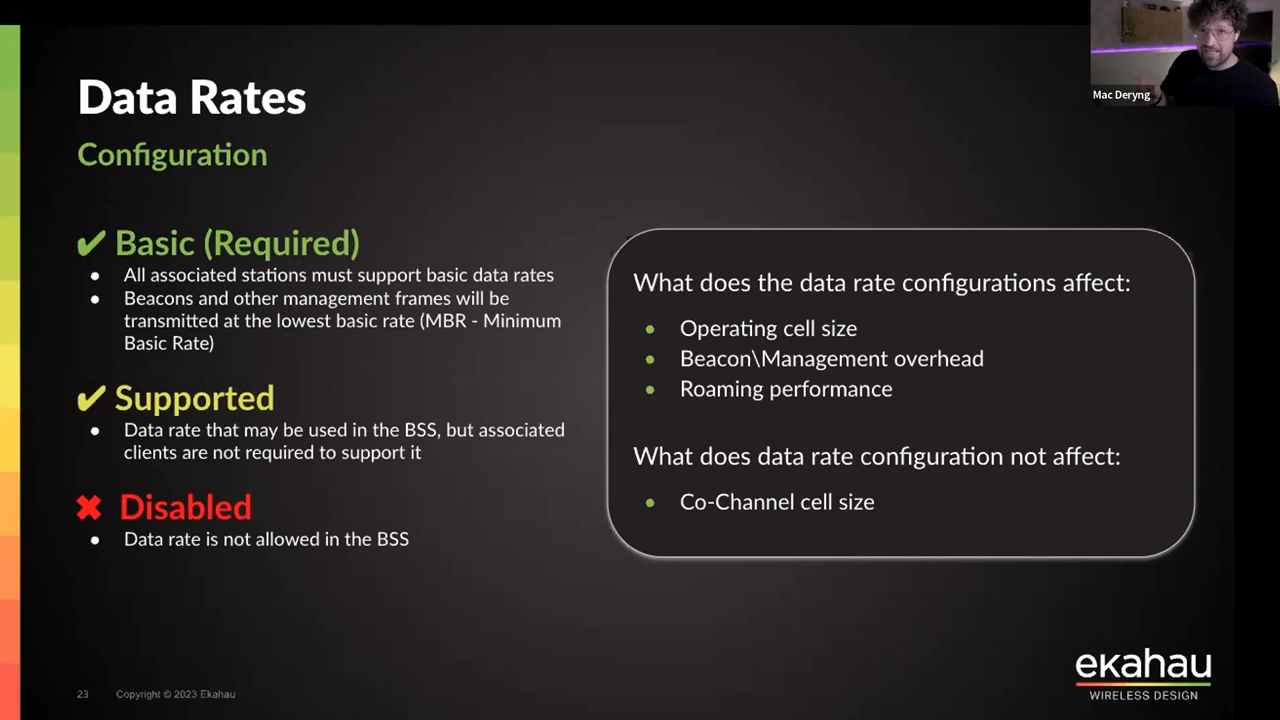 Mac Deryng
Data Rates
Configuration
✔ Basic (Required)
● All associated stations must support basic data rates
● Beacons and other management frames will be
transmitted at the lowest basic rate (MBR - Minimum
Basic Rate)
✔ Supported
● Data rate that may be used in the BSS, but associated
clients are not required to support it
✖ Disabled
● Data rate is not allowed in the BSS
What does the data rate configurations affect:
● Operating cell size
● Beacon\Management overhead
● Roaming performance
What does data rate configuration not affect:
● Co-Channel cell size
23 Copyright © 2023 Ekahau
ekahau
WIRELESS DESIGN